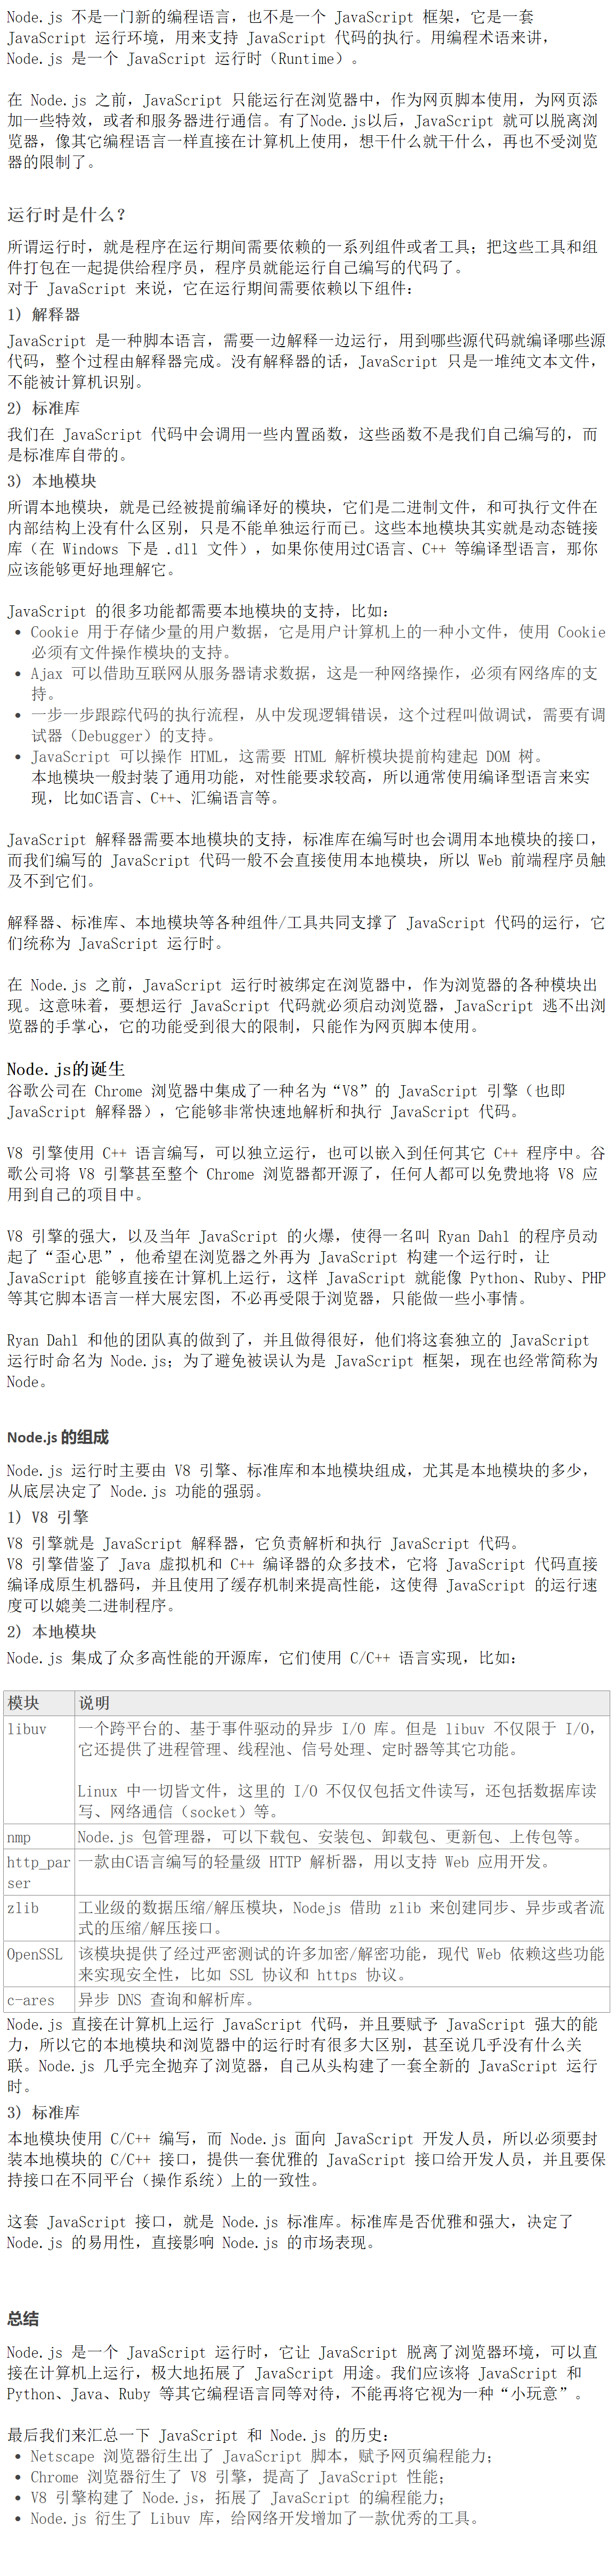 Node.js 不是一门新的编程语言，也不是一个 JavaScript 框架，它是一套
JavaScript 运行环境，用来支持 JavaScript 代码的执行。用编程术语来讲，
Node.js 是一个 JavaScript 运行时（Runtime）。
在 Node.js 之前，JavaScript 只能运行在浏览器中，作为网页脚本使用，为网页添
加一些特效，或者和服务器进行通信。有了Node.js以后，JavaScript 就可以脱离浏
览器，像其它编程语言一样直接在计算机上使用，想干什么就干什么，再也不受浏览
器的限制了。
运行时是什么？
所谓运行时，就是程序在运行期间需要依赖的一系列组件或者工具；把这些工具和组
件打包在一起提供给程序员，程序员就能运行自己编写的代码了。
对于 JavaScript 来说，它在运行期间需要依赖以下组件：
1) 解释器
JavaScript 是一种脚本语言，需要一边解释一边运行，用到哪些源代码就编译哪些源
代码，整个过程由解释器完成。没有解释器的话，JavaScript 只是一堆纯文本文件，
不能被计算机识别。
2) 标准库
我们在 JavaScript 代码中会调用一些内置函数，这些函数不是我们自己编写的，而
是标准库自带的。
3) 本地模块
所谓本地模块，就是已经被提前编译好的模块，它们是二进制文件，和可执行文件在
内部结构上没有什么区别，只是不能单独运行而已。这些本地模块其实就是动态链接
库（在 Windows 下是 .dll 文件），如果你使用过C语言、C++ 等编译型语言，那你
应该能够更好地理解它。
JavaScript 的很多功能都需要本地模块的支持，比如：
• Cookie 用于存储少量的用户数据，它是用户计算机上的一种小文件，使用 Cookie
必须有文件操作模块的支持。
• Ajax 可以借助互联网从服务器请求数据，这是一种网络操作，必须有网络库的支
持。
• 一步一步跟踪代码的执行流程，从中发现逻辑错误，这个过程叫做调试，需要有调
试器（Debugger）的支持。
• JavaScript 可以操作 HTML，这需要 HTML 解析模块提前构建起 DOM 树。
本地模块一般封装了通用功能，对性能要求较高，所以通常使用编译型语言来实
现，比如C语言、C++、汇编语言等。
JavaScript 解释器需要本地模块的支持，标准库在编写时也会调用本地模块的接口，
而我们编写的 JavaScript 代码一般不会直接使用本地模块，所以 Web 前端程序员触
及不到它们。
解释器、标准库、本地模块等各种组件/工具共同支撑了 JavaScript 代码的运行，它
们统称为 JavaScript 运行时。
在 Node.js 之前，JavaScript 运行时被绑定在浏览器中，作为浏览器的各种模块出
现。这意味着，要想运行 JavaScript 代码就必须启动浏览器，JavaScript 逃不出浏
览器的手掌心，它的功能受到很大的限制，只能作为网页脚本使用。
Node.js的诞生
谷歌公司在 Chrome 浏览器中集成了一种名为“V8”的 JavaScript 引擎（也即
JavaScript 解释器），它能够非常快速地解析和执行 JavaScript 代码。
V8 引擎使用 C++ 语言编写，可以独立运行，也可以嵌入到任何其它 C++ 程序中。谷
歌公司将 V8 引擎甚至整个 Chrome 浏览器都开源了，任何人都可以免费地将 V8 应
用到自己的项目中。
V8 引擎的强大，以及当年 JavaScript 的火爆，使得一名叫 Ryan Dahl 的程序员动
起了“歪心思”，他希望在浏览器之外再为 JavaScript 构建一个运行时，让
JavaScript 能够直接在计算机上运行，这样 JavaScript 就能像 Python、Ruby、PHP
等其它脚本语言一样大展宏图，不必再受限于浏览器，只能做一些小事情。
Ryan Dahl 和他的团队真的做到了，并且做得很好，他们将这套独立的 JavaScript
运行时命名为 Node.js；为了避免被误认为是 JavaScript 框架，现在也经常简称为
Node。
Node.js 的组成
Node.js 运行时主要由 V8 引擎、标准库和本地模块组成，尤其是本地模块的多少，
从底层决定了 Node.js 功能的强弱。
1) V8 引擎
V8 引擎就是 JavaScript 解释器，它负责解析和执行 JavaScript 代码。
V8 引擎借鉴了 Java 虚拟机和 C++ 编译器的众多技术，它将 JavaScript 代码直接
编译成原生机器码，并且使用了缓存机制来提高性能，这使得 JavaScript 的运行速
度可以媲美二进制程序。
2) 本地模块
Node.js 集成了众多高性能的开源库，它们使用 C/C++ 语言实现，比如：
模块 说明
libuv 一个跨平台的、基于事件驱动的异步 I/O 库。但是 libuv 不仅限于 I/O，
它还提供了进程管理、线程池、信号处理、定时器等其它功能。
Linux 中一切皆文件，这里的 I/O 不仅仅包括文件读写，还包括数据库读
写、网络通信（socket）等。
nmp Node.js 包管理器，可以下载包、安装包、卸载包、更新包、上传包等。
http_par 一款由C语言编写的轻量级 HTTP 解析器，用以支持 Web 应用开发。
ser
zlib 工业级的数据压缩/解压模块，Nodejs 借助 zlib 来创建同步、异步或者流
式的压缩/解压接口。
OpenSSL 该模块提供了经过严密测试的许多加密/解密功能，现代 Web 依赖这些功能
来实现安全性，比如 SSL 协议和 https 协议。
c-ares 异步 DNS 查询和解析库。
Node.js 直接在计算机上运行 JavaScript 代码，并且要赋予 JavaScript 强大的能
力，所以它的本地模块和浏览器中的运行时有很多大区别，甚至说几乎没有什么关
联。Node.js 几乎完全抛弃了浏览器，自己从头构建了一套全新的 JavaScript 运行
时。
3) 标准库
本地模块使用 C/C++ 编写，而 Node.js 面向 JavaScript 开发人员，所以必须要封
装本地模块的 C/C++ 接口，提供一套优雅的 JavaScript 接口给开发人员，并且要保
持接口在不同平台（操作系统）上的一致性。
这套 JavaScript 接口，就是 Node.js 标准库。标准库是否优雅和强大，决定了
Node.js 的易用性，直接影响 Node.js 的市场表现。
总结
Node.js 是一个 JavaScript 运行时，它让 JavaScript 脱离了浏览器环境，可以直
接在计算机上运行，极大地拓展了 JavaScript 用途。我们应该将 JavaScript 和
Python、Java、Ruby 等其它编程语言同等对待，不能再将它视为一种“小玩意”。
最后我们来汇总一下 JavaScript 和 Node.js 的历史：
• Netscape 浏览器衍生出了 JavaScript 脚本，赋予网页编程能力；
• Chrome 浏览器衍生了 V8 引擎，提高了 JavaScript 性能；
• V8 引擎构建了 Node.js，拓展了 JavaScript 的编程能力；
• Node.js 衍生了 Libuv 库，给网络开发增加了一款优秀的工具。